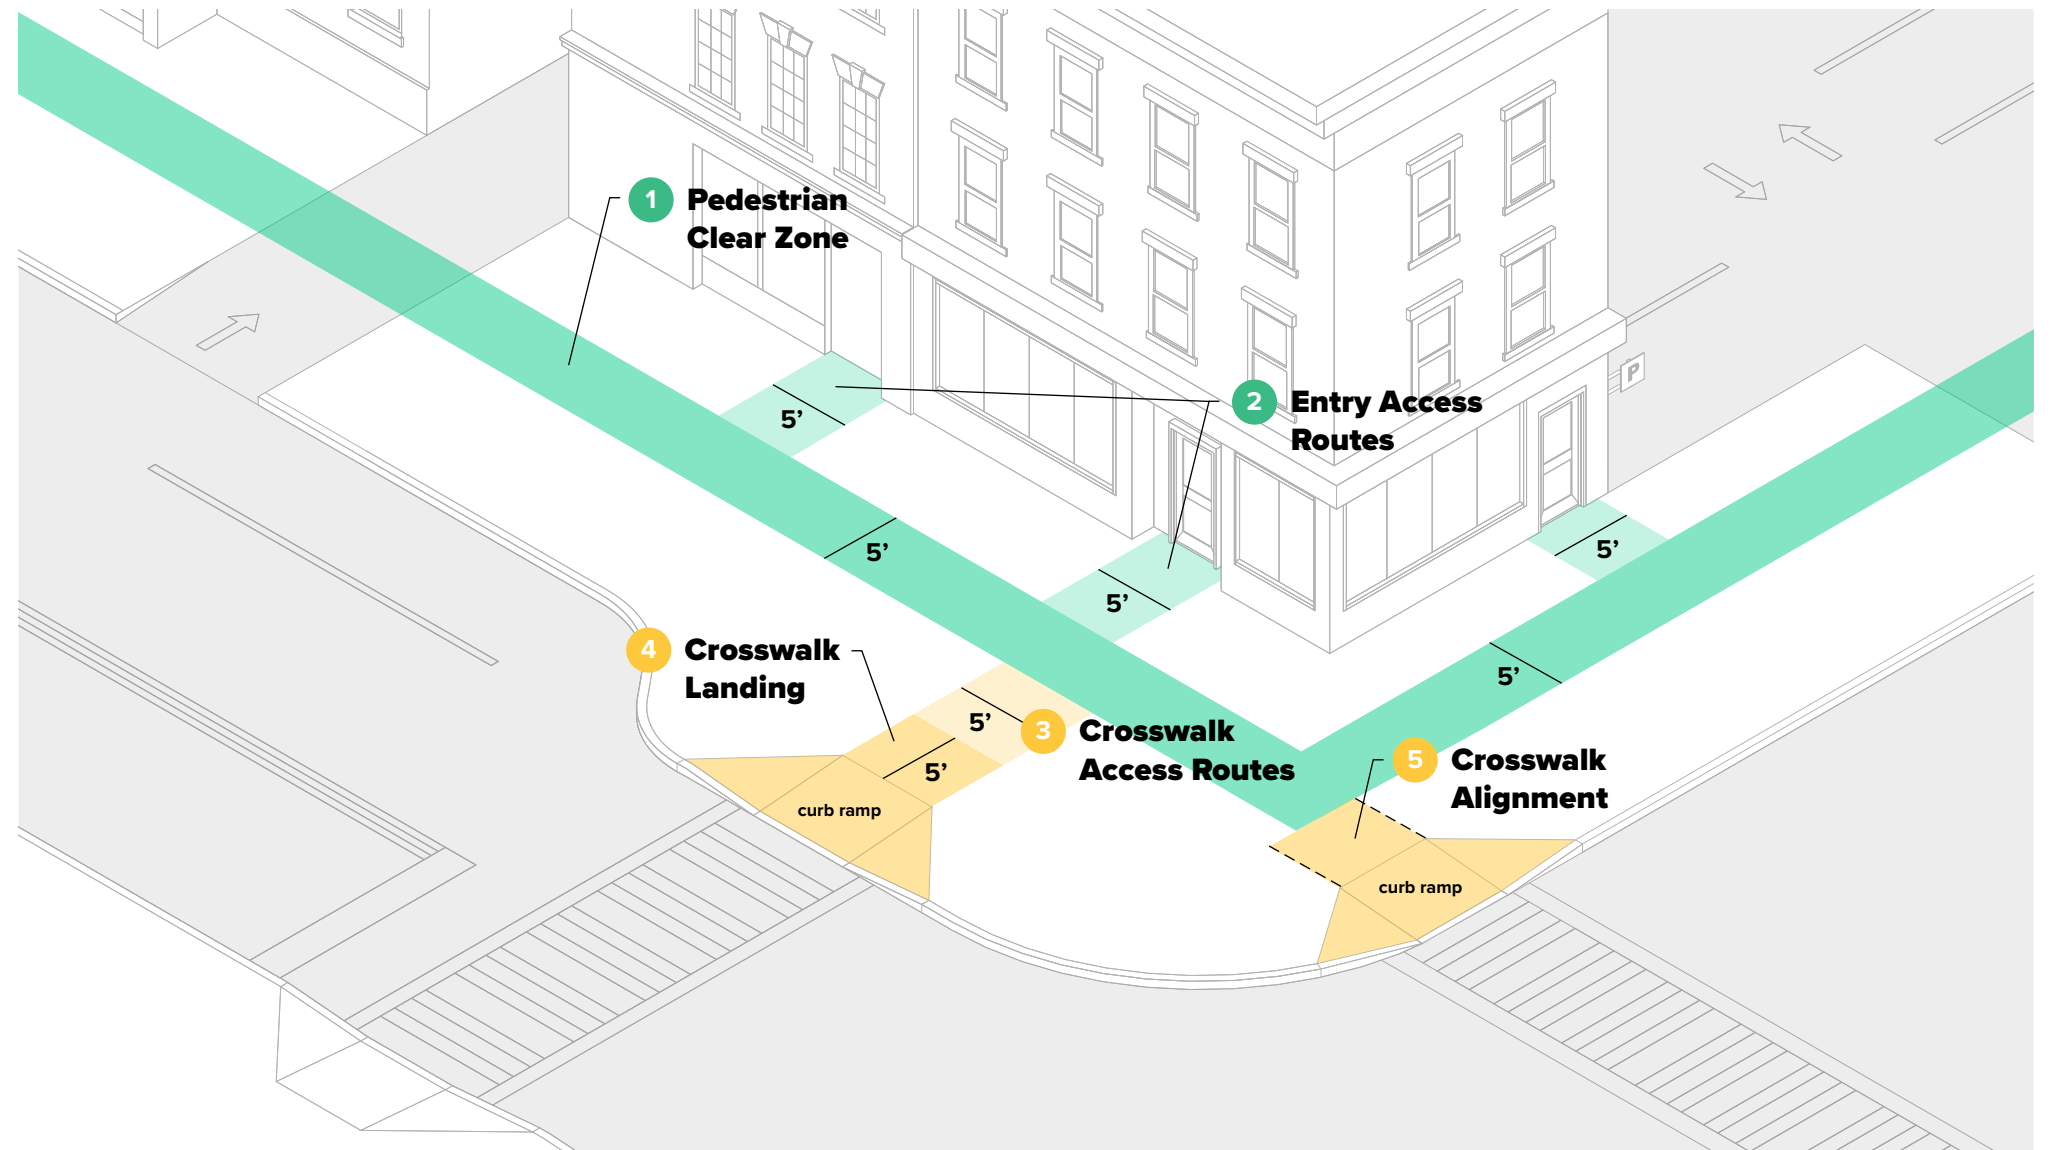 1
Pedestrian
Clear Zone
P
5’
2
Entry Access
Routes
5’
5’
5’
4
Crosswalk
Landing
5’
5’
3
Crosswalk
Access Routes
5’
5
Crosswalk
Alignment
curb ramp
curb ramp